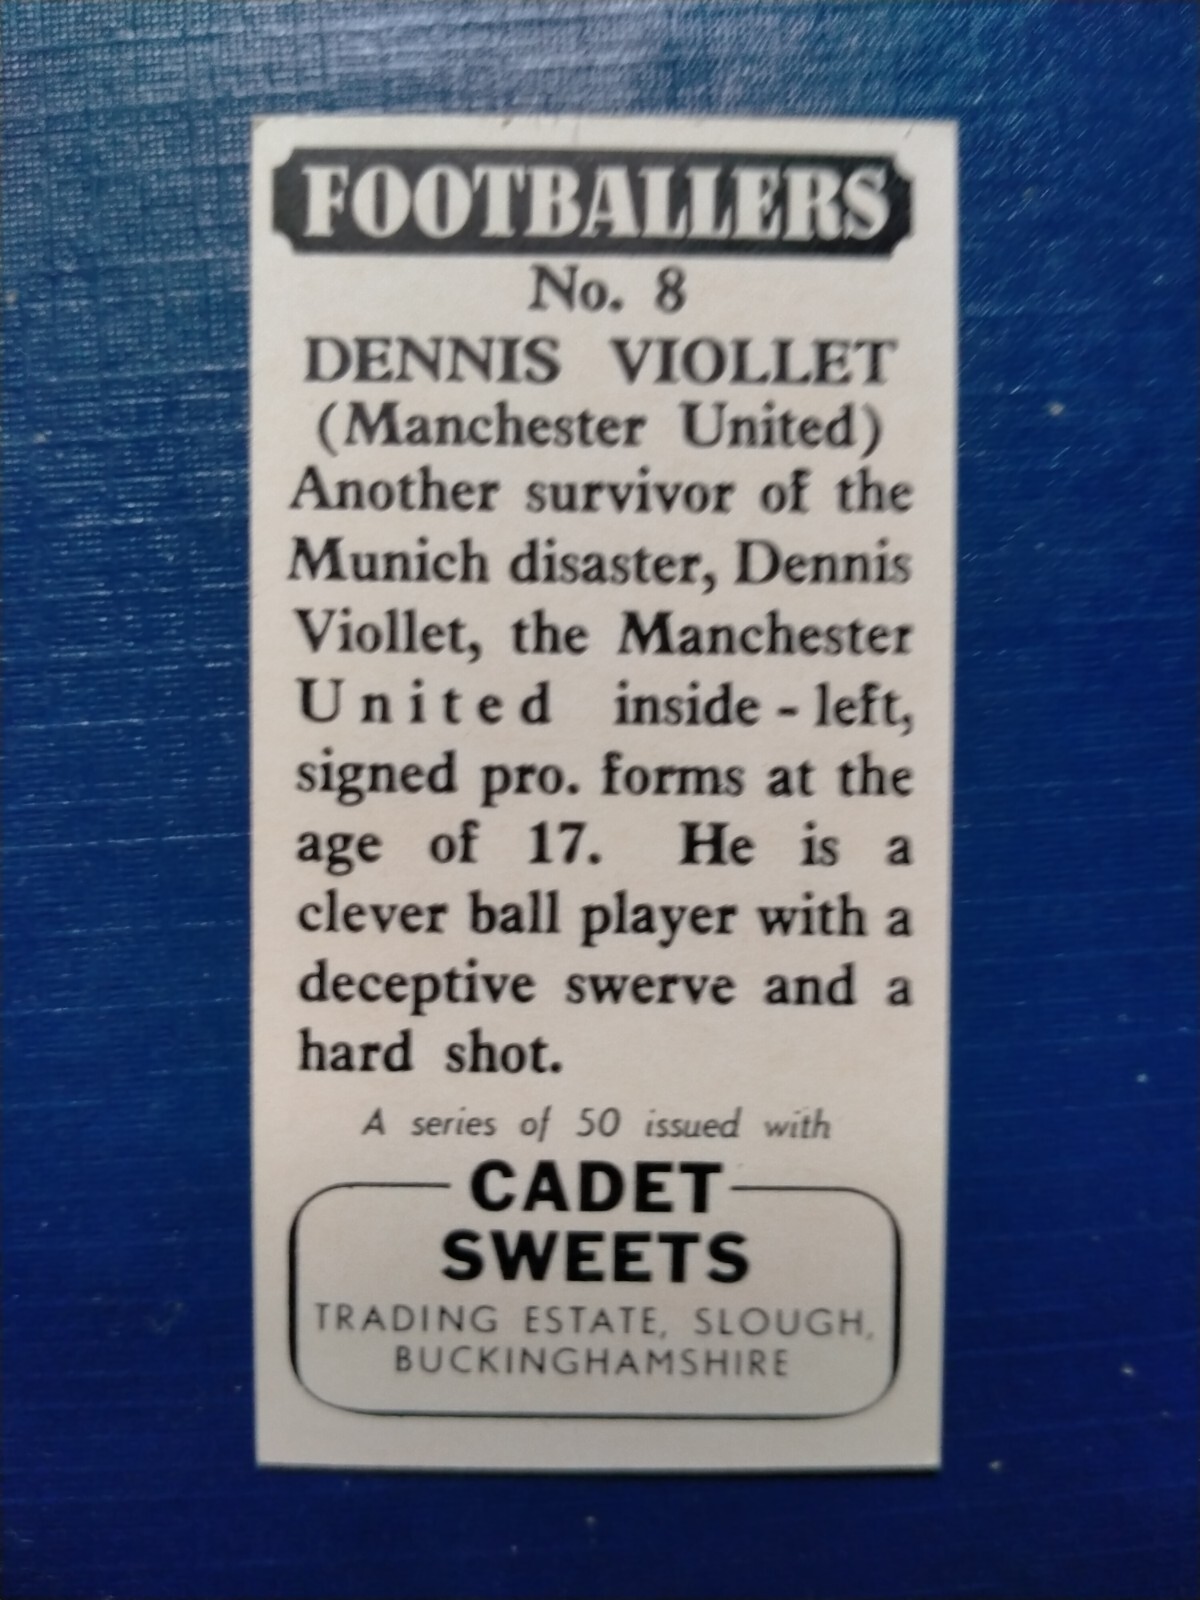 FOOTBALLERS
No. 8
DENNIS VIOLLET
(Manchester United)
Another survivor of the
Munich disaster, Dennis
Viollet, the Manchester
United inside-left,
signed pro. forms at the
age of 17. He is a
clever ball player with a
deceptive swerve and a
hard shot.
A series of 50 issued with
CADET
SWEETS
TRADING ESTATE, SLOUGH,
BUCKINGHAMSHIRE